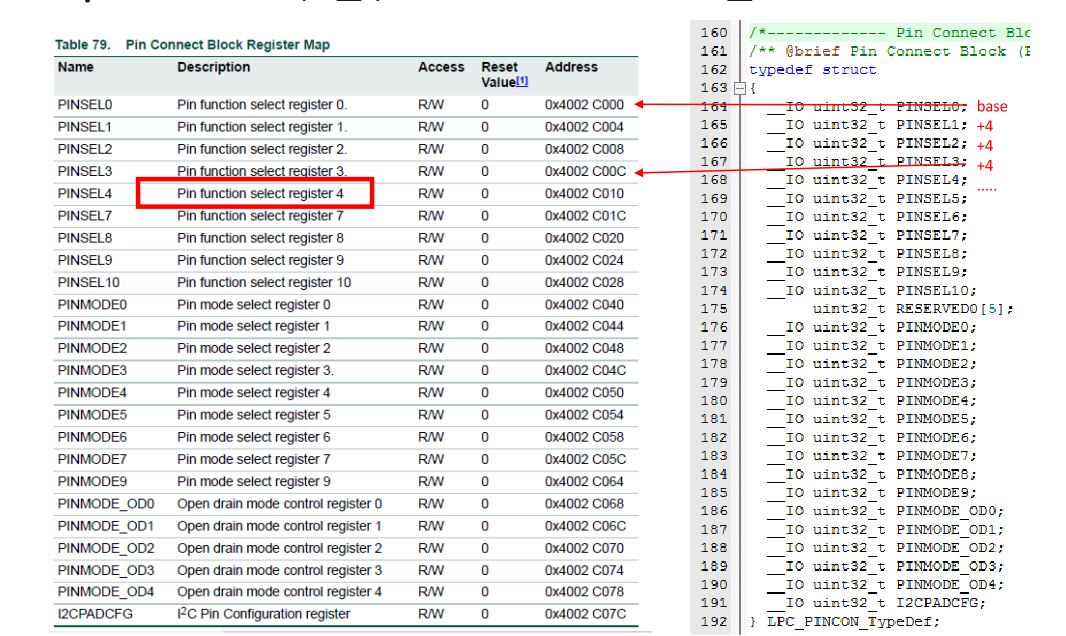 Table 79. Pin Connect Block Register Map
Name Description Access Reset Value[1] Address
PINSEL0 Pin function select register 0. R/W 0 0x4002 C000
PINSEL1 Pin function select register 1. R/W 0 0x4002 C004
PINSEL2 Pin function select register 2. R/W 0 0x4002 C008
PINSEL3 Pin function select register 3. R/W 0 0x4002 C00C
PINSEL4 Pin function select register 4 R/W 0 0x4002 C010
PINSEL7 Pin function select register 7 R/W 0 0x4002 C01C
PINSEL8 Pin function select register 8 R/W 0 0x4002 C020
PINSEL9 Pin function select register 9 R/W 0 0x4002 C024
PINSEL10 Pin function select register 10 R/W 0 0x4002 C028
PINMODE0 Pin mode select register 0 R/W 0 0x4002 C040
PINMODE1 Pin mode select register 1 R/W 0 0x4002 C044
PINMODE2 Pin mode select register 2 R/W 0 0x4002 C048
PINMODE3 Pin mode select register 3. R/W 0 0x4002 C04C
PINMODE4 Pin mode select register 4 R/W 0 0x4002 C050
PINMODE5 Pin mode select register 5 R/W 0 0x4002 C054
PINMODE6 Pin mode select register 6 R/W 0 0x4002 C058
PINMODE7 Pin mode select register 7 R/W 0 0x4002 C05C
PINMODE9 Pin mode select register 9 R/W 0 0x4002 C064
PINMODE_OD0 Open drain mode control register 0 R/W 0 0x4002 C068
PINMODE_OD1 Open drain mode control register 1 R/W 0 0x4002 C06C
PINMODE_OD2 Open drain mode control register 2 R/W 0 0x4002 C070
PINMODE_OD3 Open drain mode control register 3 R/W 0 0x4002 C074
PINMODE_OD4 Open drain mode control register 4 R/W 0 0x4002 C078
I2CPADCFG I²C Pin Configuration register R/W 0 0x4002 C07C
160 /*------------- Pin Connect Blo
161 /** @brief Pin Connect Block (
162 typedef struct
163 {
164 __IO uint32_t PINSEL0; base
165 __IO uint32_t PINSEL1; +4
166 __IO uint32_t PINSEL2; +4
167 __IO uint32_t PINSEL3; +4
168 __IO uint32_t PINSEL4; .....
169 __IO uint32_t PINSEL5;
170 __IO uint32_t PINSEL6;
171 __IO uint32_t PINSEL7;
172 __IO uint32_t PINSEL8;
173 __IO uint32_t PINSEL9;
174 __IO uint32_t PINSEL10;
175 uint32_t RESERVED0[5];
176 __IO uint32_t PINMODE0;
177 __IO uint32_t PINMODE1;
178 __IO uint32_t PINMODE2;
179 __IO uint32_t PINMODE3;
180 __IO uint32_t PINMODE4;
181 __IO uint32_t PINMODE5;
182 __IO uint32_t PINMODE6;
183 __IO uint32_t PINMODE7;
184 __IO uint32_t PINMODE8;
185 __IO uint32_t PINMODE9;
186 __IO uint32_t PINMODE_OD0;
187 __IO uint32_t PINMODE_OD1;
188 __IO uint32_t PINMODE_OD2;
189 __IO uint32_t PINMODE_OD3;
190 __IO uint32_t PINMODE_OD4;
191 __IO uint32_t I2CPADCFG;
192 } LPC_PINCON_TypeDef;